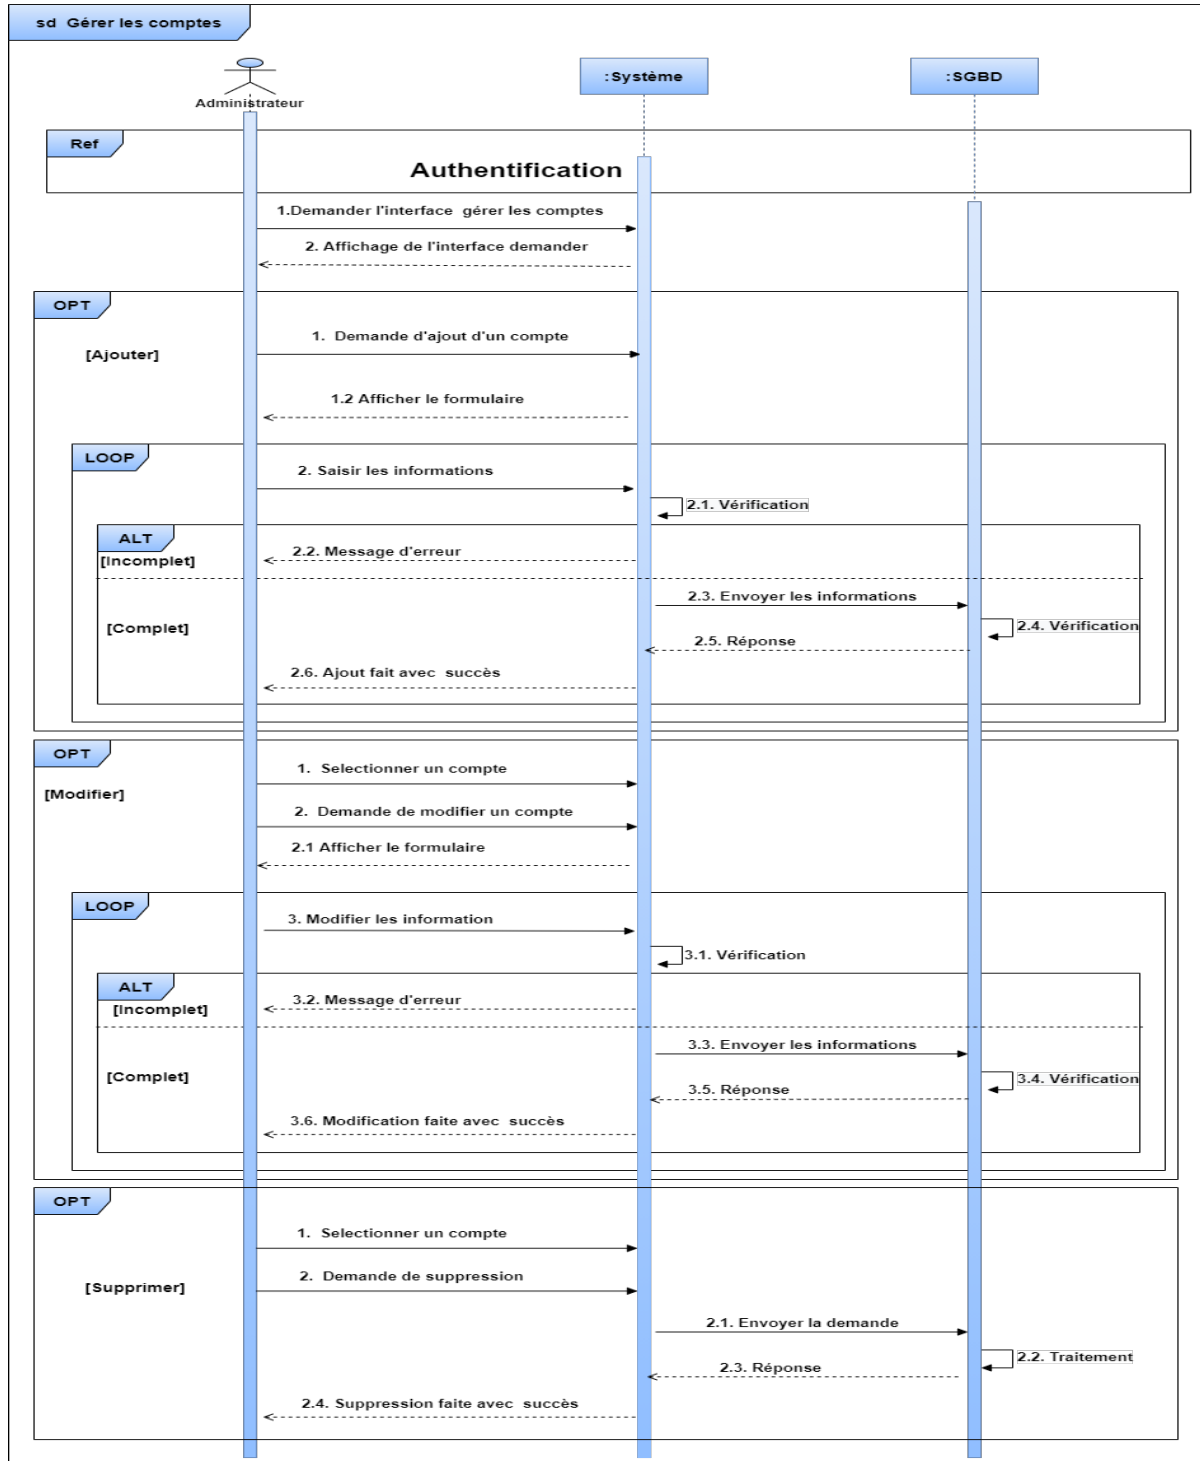 sd Gérer les comptes
Administrateur
:Système
:SGBD
Ref
Authentification
1.Demander l'interface gérer les comptes
2. Affichage de l'interface demander
OPT
[Ajouter]
1. Demande d'ajout d'un compte
1.2 Afficher le formulaire
LOOP
2. Saisir les informations
2.1. Vérification
ALT
[Incomplet]
2.2. Message d'erreur
2.3. Envoyer les informations
[Complet]
2.4. Vérification
2.5. Réponse
2.6. Ajout fait avec succès
OPT
[Modifier]
1. Selectionner un compte
2. Demande de modifier un compte
2.1 Afficher le formulaire
LOOP
3. Modifier les information
3.1. Vérification
ALT
[Incomplet]
3.2. Message d'erreur
3.3. Envoyer les informations
[Complet]
3.4. Vérification
3.5. Réponse
3.6. Modification faite avec succès
OPT
1. Selectionner un compte
2. Demande de suppression
[Supprimer]
2.1. Envoyer la demande
2.2. Traitement
2.3. Réponse
2.4. Suppression faite avec succès